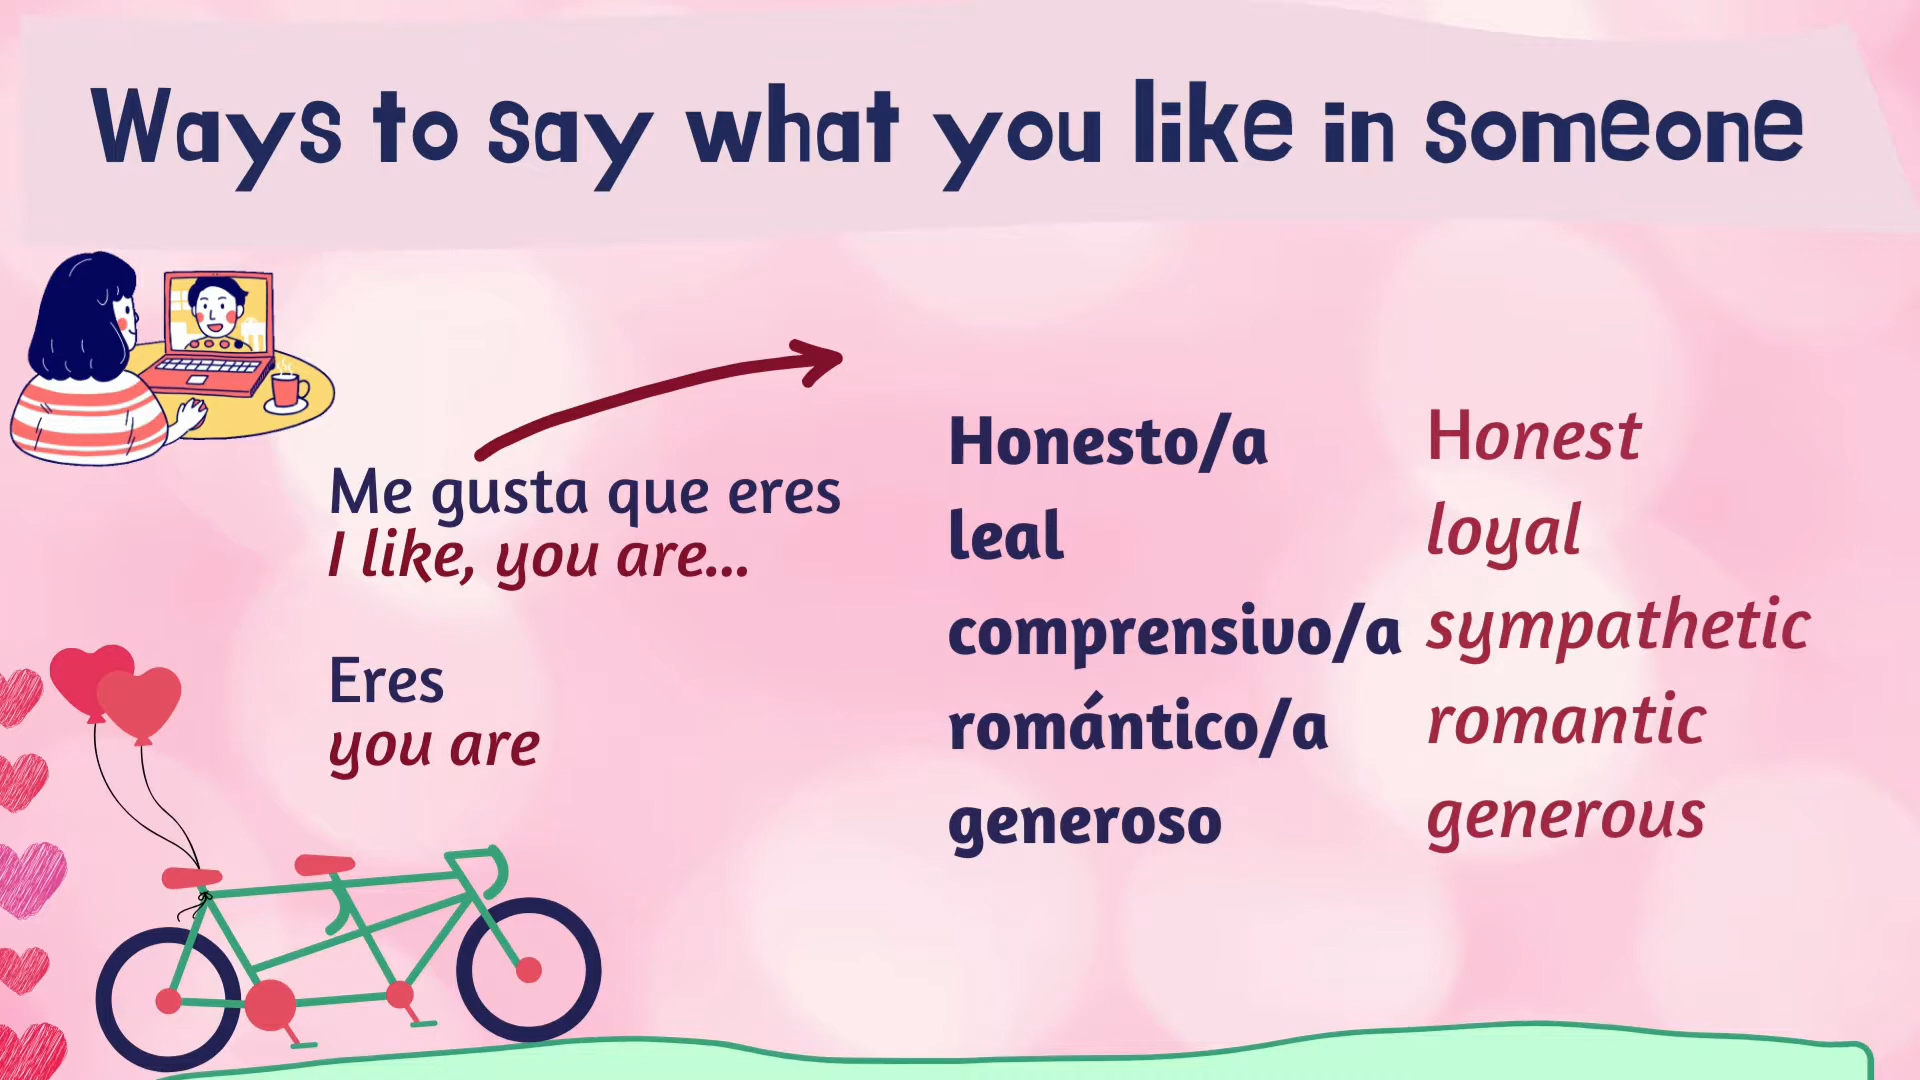 Ways to say what you like in someone
Me gusta que eres
I like, you are...
Eres
you are
Honesto/a Honest
leal loyal
comprensivo/a sympathetic
romántico/a romantic
generoso generous